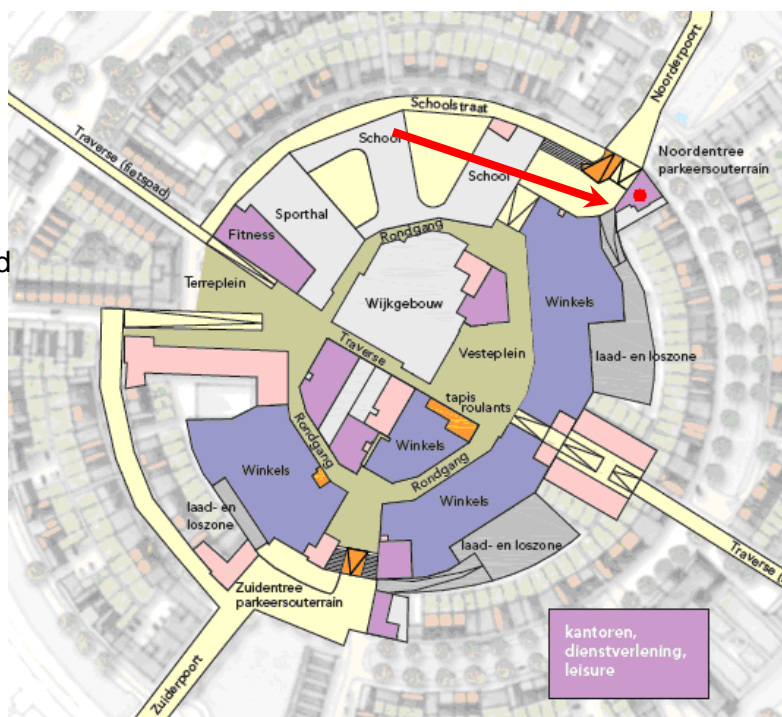 Noorderpoort
Schoolstraat
Traverse (fietspad)
School
School
Noordentree
parkeersouterrain
Sporthal
Fitness
Rondgang
d
Terreplein
Wijkgebouw
Winkels
Vesteplein
Traverse
laad- en loszone
tapis
roulants
Rondgang
Winkels
Rondgang
Winkels
Winkels
laad- en
loszone
laad- en loszone
Traverse (
Zuidentree
parkeersouterrain
kantoren,
dienstverlening,
leisure
Zuiderpoort